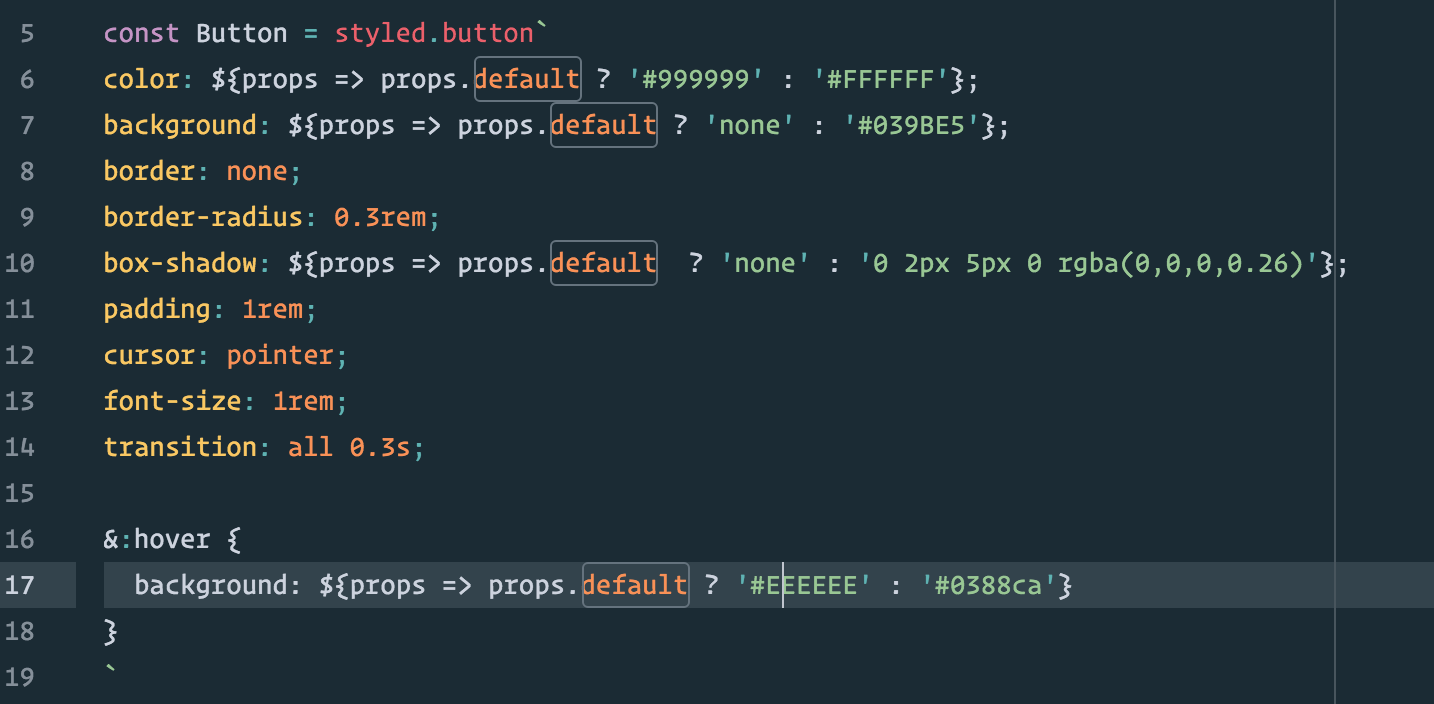 5 const Button = styled.button`
6 color: ${props => props.default ? '#999999' : '#FFFFFF'};
7 background: ${props => props.default ? 'none' : '#039BE5'};
8 border: none;
9 border-radius: 0.3rem;
10 box-shadow: ${props => props.default  ? 'none' : '0 2px 5px 0 rgba(0,0,0,0.26)'};
11 padding: 1rem;
12 cursor: pointer;
13 font-size: 1rem;
14 transition: all 0.3s;
15
16 &:hover {
17   background: ${props => props.default ? '#EEEEEE' : '#0388ca'}
18 }
19 `